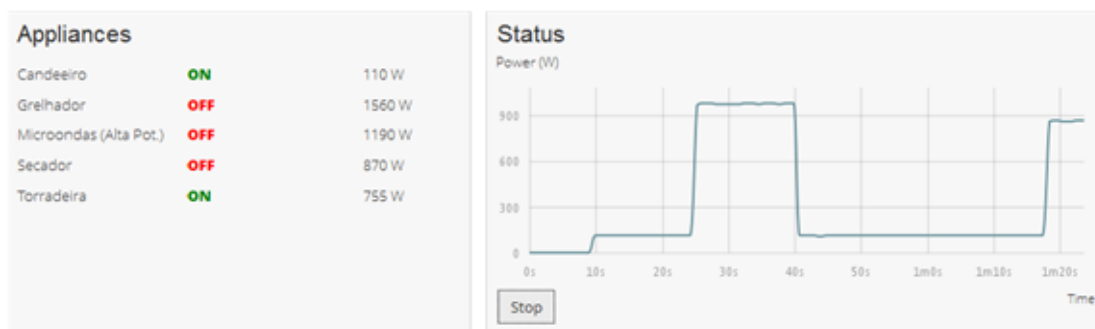 Appliances
Candeeiro ON 110 W
Grelhador OFF 1560 W
Microondas (Alta Pot.) OFF 1190 W
Secador OFF 870 W
Torradeira ON 755 W
Status
Power (W)
900
600
300
0
0s 10s 20s 30s 40s 50s 1m0s 1m10s 1m20s
Time
Stop